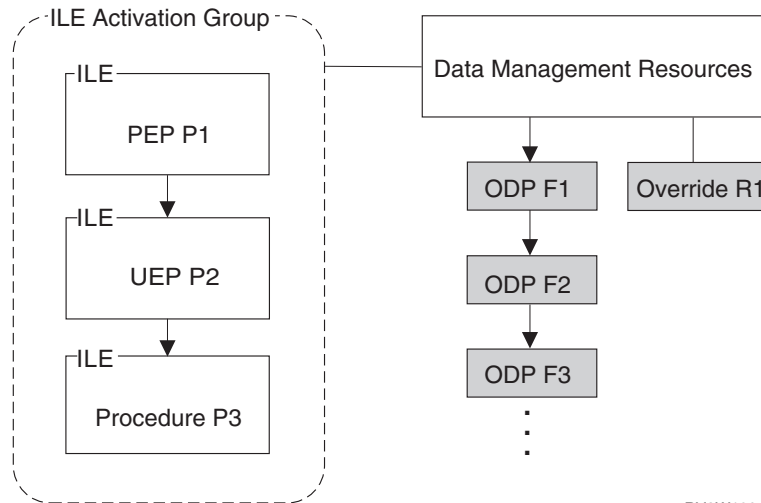 ILE Activation Group
ILE
PEP P1
ILE
UEP P2
ILE
Procedure P3
Data Management Resources
ODP F1
Override R1
ODP F2
ODP F3